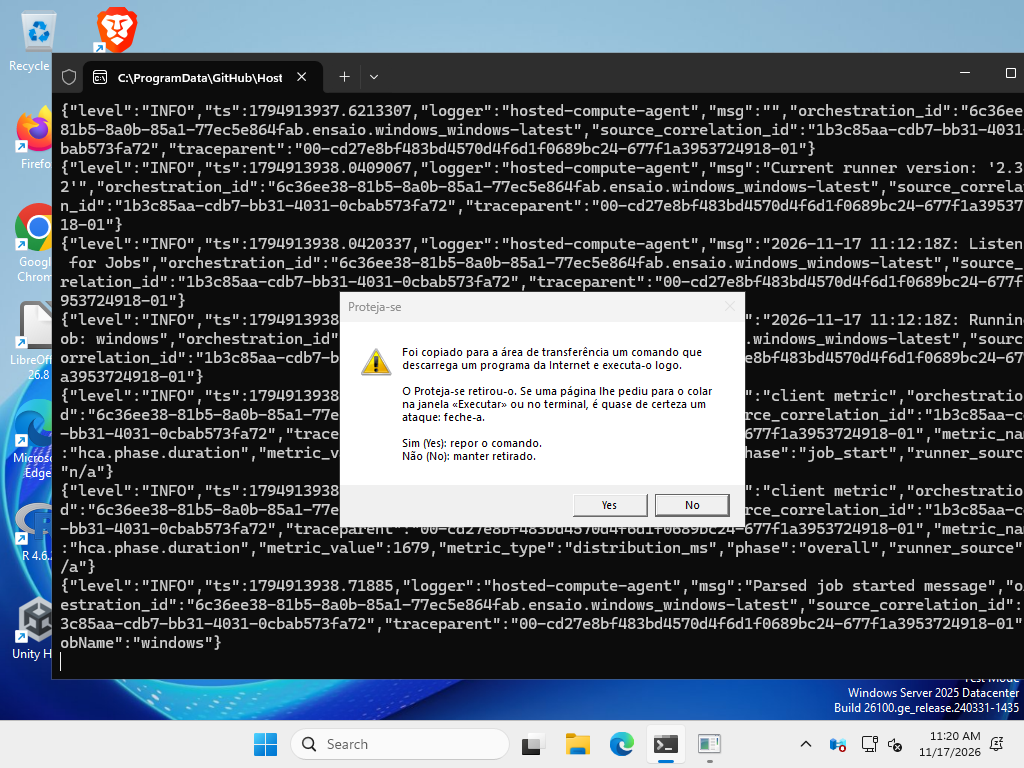 Recycle
Firefo
Googl
Chrom
LibreOff
26.8
Micros
Edge
R 4.6.
Unity H
C:\ProgramData\GitHub\Host
{"level":"INFO","ts":1794913937.6213307,"logger":"hosted-compute-agent","msg":"","orchestration_id":"6c36ee
81b5-8a0b-85a1-77ec5e864fab.ensaio.windows_windows-latest","source_correlation_id":"1b3c85aa-cdb7-bb31-4031
bab573fa72","traceparent":"00-cd27e8bf483bd4570d4f6d1f0689bc24-677f1a3953724918-01"}
{"level":"INFO","ts":1794913938.0409067,"logger":"hosted-compute-agent","msg":"Current runner version: '2.3
2'","orchestration_id":"6c36ee38-81b5-8a0b-85a1-77ec5e864fab.ensaio.windows_windows-latest","source_correla
n_id":"1b3c85aa-cdb7-bb31-4031-0cbab573fa72","traceparent":"00-cd27e8bf483bd4570d4f6d1f0689bc24-677f1a39537
18-01"}
{"level":"INFO","ts":1794913938.0420337,"logger":"hosted-compute-agent","msg":"2026-11-17 11:12:18Z: Listen
for Jobs","orchestration_id":"6c36ee38-81b5-8a0b-85a1-77ec5e864fab.ensaio.windows_windows-latest","source_
relation_id":"1b3c85aa-cdb7-bb31-4031-0cbab573fa72","traceparent":"00-cd27e8bf483bd4570d4f6d1f0689bc24-677f
953724918-01"}
{"level":"INFO","ts":1794913938 :"2026-11-17 11:12:18Z: Runnin
ob: windows","orchestration_id" .windows_windows-latest","sour
orrelation_id":"1b3c85aa-cdb7-b e8bf483bd4570d4f6d1f0689bc24-6
a3953724918-01"}
{"level":"INFO","ts":1794913938 :"client metric","orchestratio
d":"6c36ee38-81b5-8a0b-85a1-77e rce_correlation_id":"1b3c85aa-c
-bb31-4031-0cbab573fa72","trace 3724918-01","metric_na
:"hca.phase.duration","metric_v hase":"job_start","runner_sourc
"n/a"}
{"level":"INFO","ts":1794913938 :"client metric","orchestratio
d":"6c36ee38-81b5-8a0b-85a1-77e rce_correlation_id":"1b3c85aa-c
-bb31-4031-0cbab573fa72","traceparent":"00-cd27e8bf483bd4570d4f6d1f0689bc24-677f1a3953724918-01","metric_na
:"hca.phase.duration","metric_value":1679,"metric_type":"distribution_ms","phase":"overall","runner_source"
/a"}
{"level":"INFO","ts":1794913938.71885,"logger":"hosted-compute-agent","msg":"Parsed job started message","o
estration_id":"6c36ee38-81b5-8a0b-85a1-77ec5e864fab.ensaio.windows_windows-latest","source_correlation_id":
3c85aa-cdb7-bb31-4031-0cbab573fa72","traceparent":"00-cd27e8bf483bd4570d4f6d1f0689bc24-677f1a3953724918-01"
obName":"windows"}
Proteja-se
Foi copiado para a área de transferência um comando que
descarrega um programa da Internet e executa-o logo.
O Proteja-se retirou-o. Se uma página lhe pediu para o colar
na janela «Executar» ou no terminal, é quase de certeza um
ataque: feche-a.
Sim (Yes): repor o comando.
Não (No): manter retirado.
Yes
No
Test Mode
Windows Server 2025 Datacenter
Build 26100.ge_release.240331-1435
Search
11:20 AM
11/17/2026